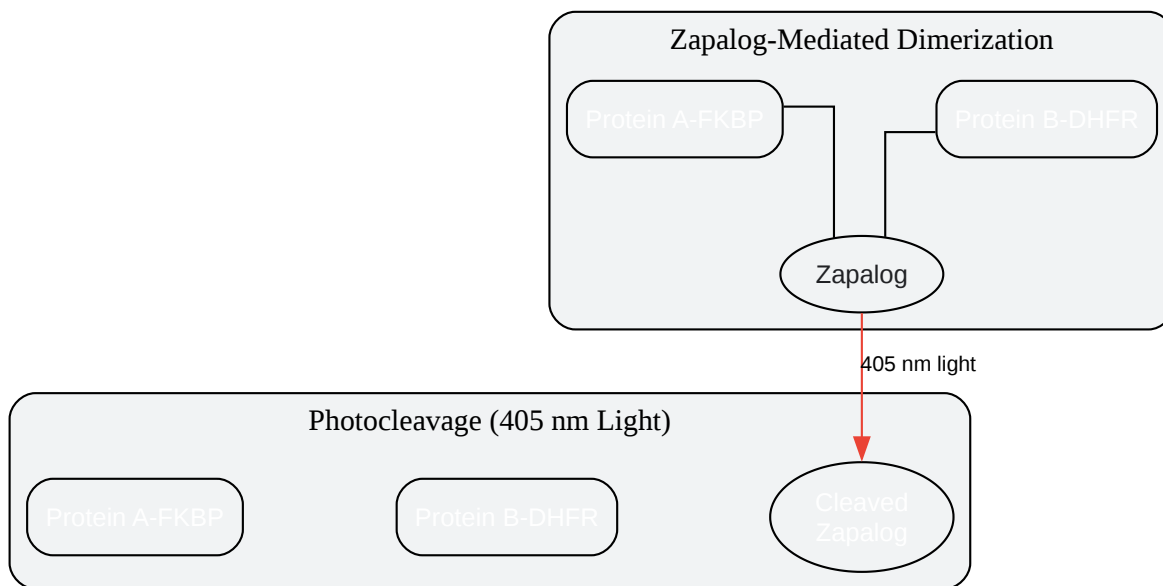 Zapalog-Mediated Dimerization
Protein A-FKBP
Protein B-DHFR
Zapalog
405 nm light
Photocleavage (405 nm Light)
Protein A-FKBP
Protein B-DHFR
Cleaved
Zapalog